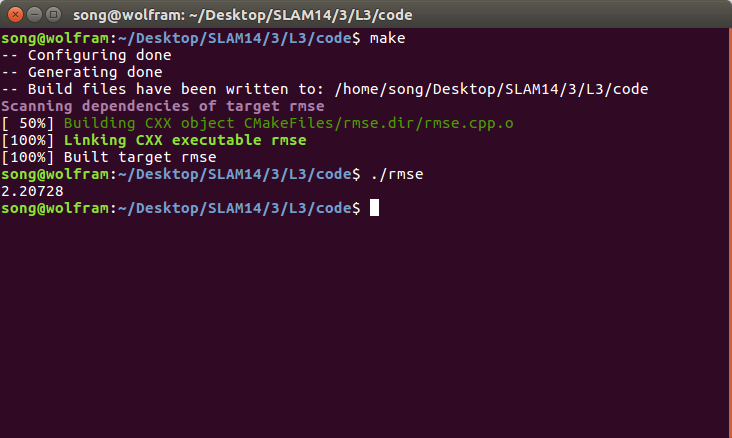 song@wolfram: ~/Desktop/SLAM14/3/L3/code
song@wolfram:~/Desktop/SLAM14/3/L3/code$ make
-- Configuring done
-- Generating done
-- Build files have been written to: /home/song/Desktop/SLAM14/3/L3/code
Scanning dependencies of target rmse
[ 50%] Building CXX object CMakeFiles/rmse.dir/rmse.cpp.o
[100%] Linking CXX executable rmse
[100%] Built target rmse
song@wolfram:~/Desktop/SLAM14/3/L3/code$ ./rmse
2.20728
song@wolfram:~/Desktop/SLAM14/3/L3/code$